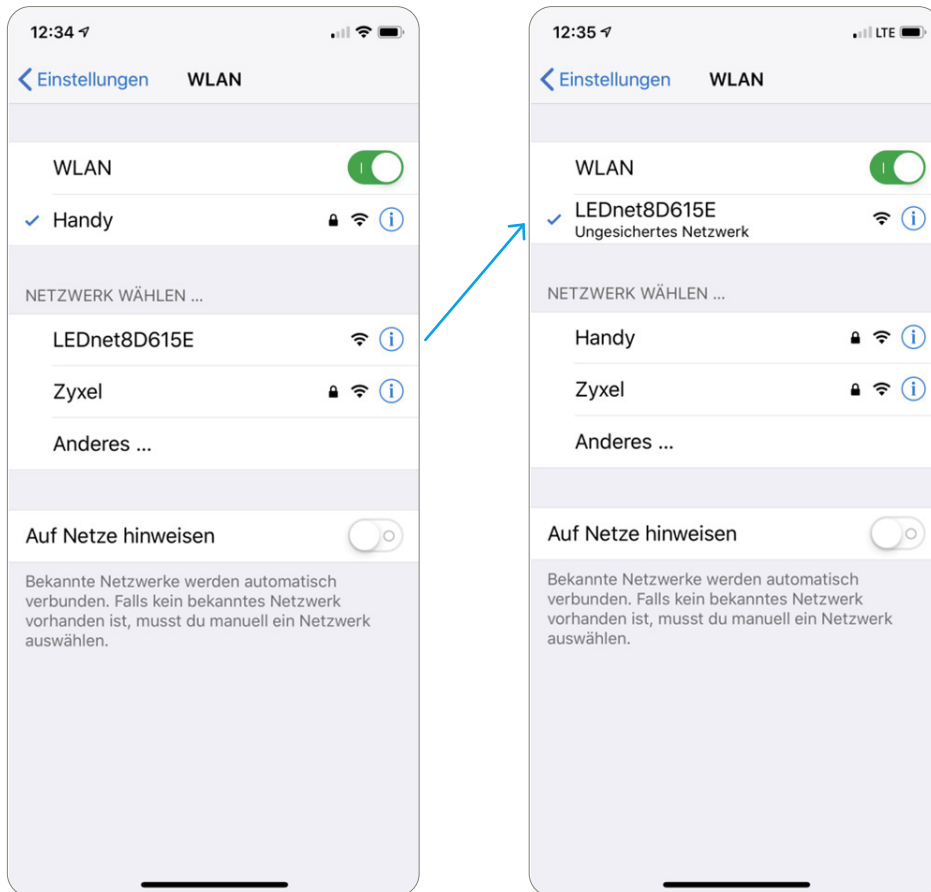 12:34
Einstellungen WLAN
WLAN
Handy
NETZWERK WÄHLEN ...
LEDnet8D615E
Zyxel
Anderes ...
Auf Netze hinweisen
Bekannte Netzwerke werden automatisch
verbunden. Falls kein bekanntes Netzwerk
vorhanden ist, musst du manuell ein Netzwerk
auswählen.
12:35 LTE
Einstellungen WLAN
WLAN
LEDnet8D615E
Ungesichertes Netzwerk
NETZWERK WÄHLEN ...
Handy
Zyxel
Anderes ...
Auf Netze hinweisen
Bekannte Netzwerke werden automatisch
verbunden. Falls kein bekanntes Netzwerk
vorhanden ist, musst du manuell ein Netzwerk
auswählen.